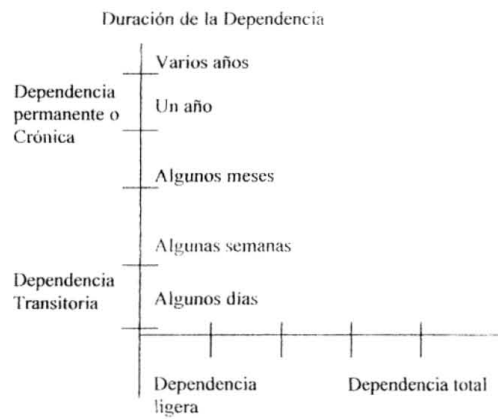 Duración de la Dependencia
Varios años
Dependencia
permanente o
Crónica
Un año
Algunos meses
Algunas semanas
Dependencia
Transitoria
Algunos días
Dependencia
ligera
Dependencia total